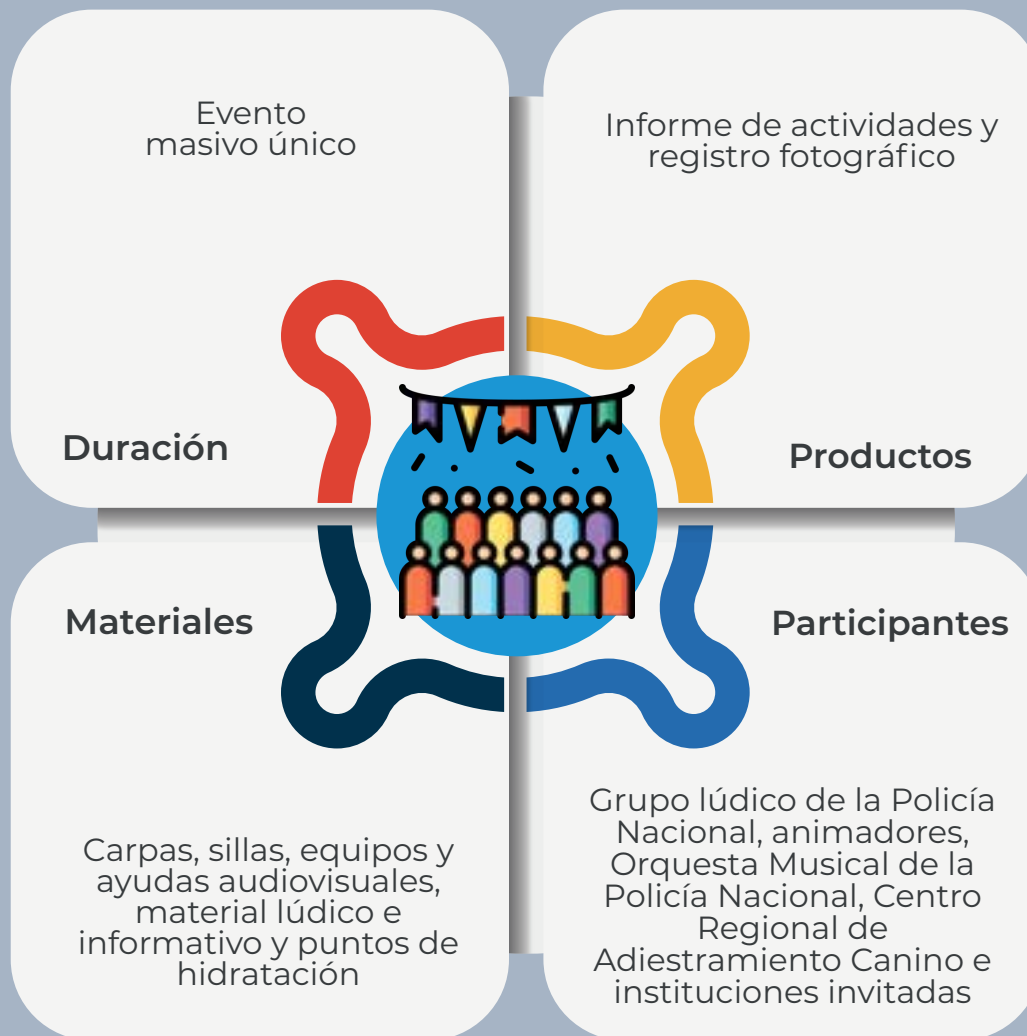 Evento
masivo único
Duración
Informe de actividades y
registro fotográfico
Productos
Materiales
Carpas, sillas, equipos y
ayudas audiovisuales,
material lúdico e
informativo y puntos de
hidratación
Participantes
Grupo lúdico de la Policía
Nacional, animadores,
Orquesta Musical de la
Policía Nacional, Centro
Regional de
Adiestramiento Canino e
instituciones invitadas